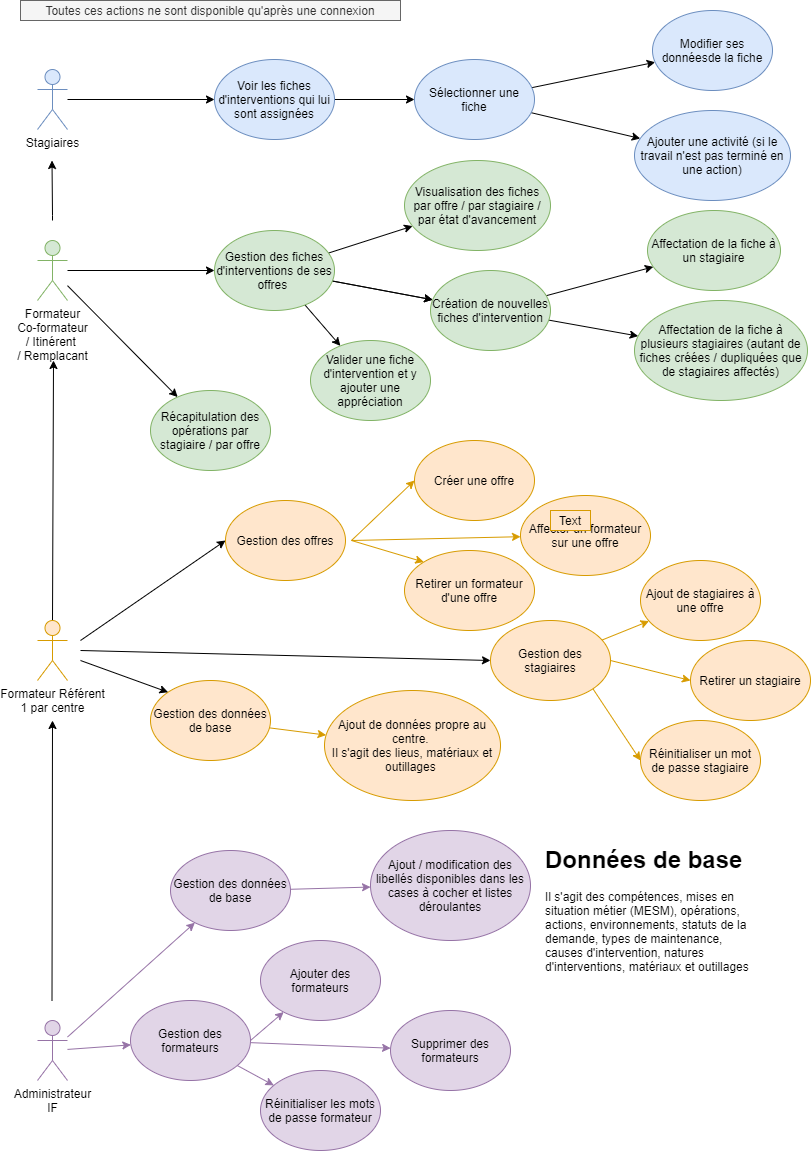 Toutes ces actions ne sont disponible qu'après une connexion
Modifier ses
donnéesde la fiche
Voir les fiches
d'interventions qui lui
sont assignées
Sélectionner une
fiche
Stagiaires
Ajouter une activité (si le
travail n'est pas terminé en
une action)
Visualisation des fiches
par offre / par stagiaire /
par état d'avancement
Gestion des fiches
d'interventions de ses
offres
Affectation de la fiche à
un stagiaire
Création de nouvelles
fiches d'intervention
Formateur
Co-formateur
/ Itinérent
/ Remplacant
Affectation de la fiche à
plusieurs stagiaires (autant de
fiches créées / dupliquées que
de stagiaires affectés)
Valider une fiche
d'intervention et y
ajouter une
appréciation
Récapitulation des
opérations par
stagiaire / par offre
Créer une offre
Gestion des offres
Text
Affecter un formateur
sur une offre
Retirer un formateur
d'une offre
Ajout de stagiaires à
une offre
Gestion des
stagiaires
Retirer un stagiaire
Formateur Référent
1 par centre
Gestion des données
de base
Ajout de données propre au
centre.
Il s'agit des lieus, matériaux et
outillages
Réinitialiser un mot
de passe stagiaire
Gestion des données
de base
Ajout / modification des
libellés disponibles dans les
cases à cocher et listes
déroulantes
Données de base
Il s'agit des compétences, mises en
situation métier (MESM), opérations,
actions, environnements, statuts de la
demande, types de maintenance,
causes d'intervention, natures
d'interventions, matériaux et outillages
Ajouter des
formateurs
Gestion des
formateurs
Supprimer des
formateurs
Administrateur
IF
Réinitialiser les mots
de passe formateur